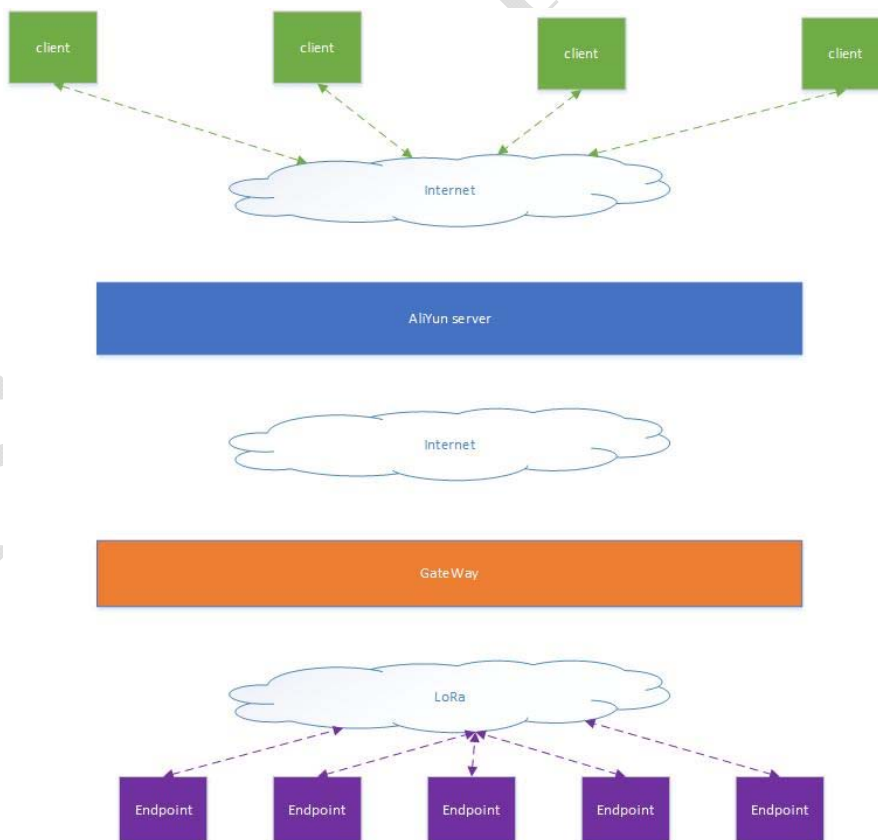 client
client
client
client
Internet
AliYun server
Internet
GateWay
LoRa
Endpoint
Endpoint
Endpoint
Endpoint
Endpoint